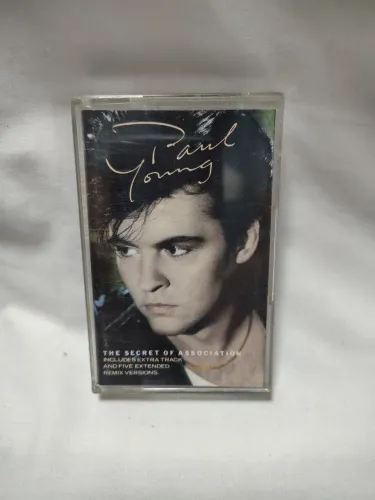 Paul
Young
THE SECRET OF ASSOCIATION
INCLUDES EXTRA TRACK
AND FIVE EXTENDED
REMIX VERSIONS.